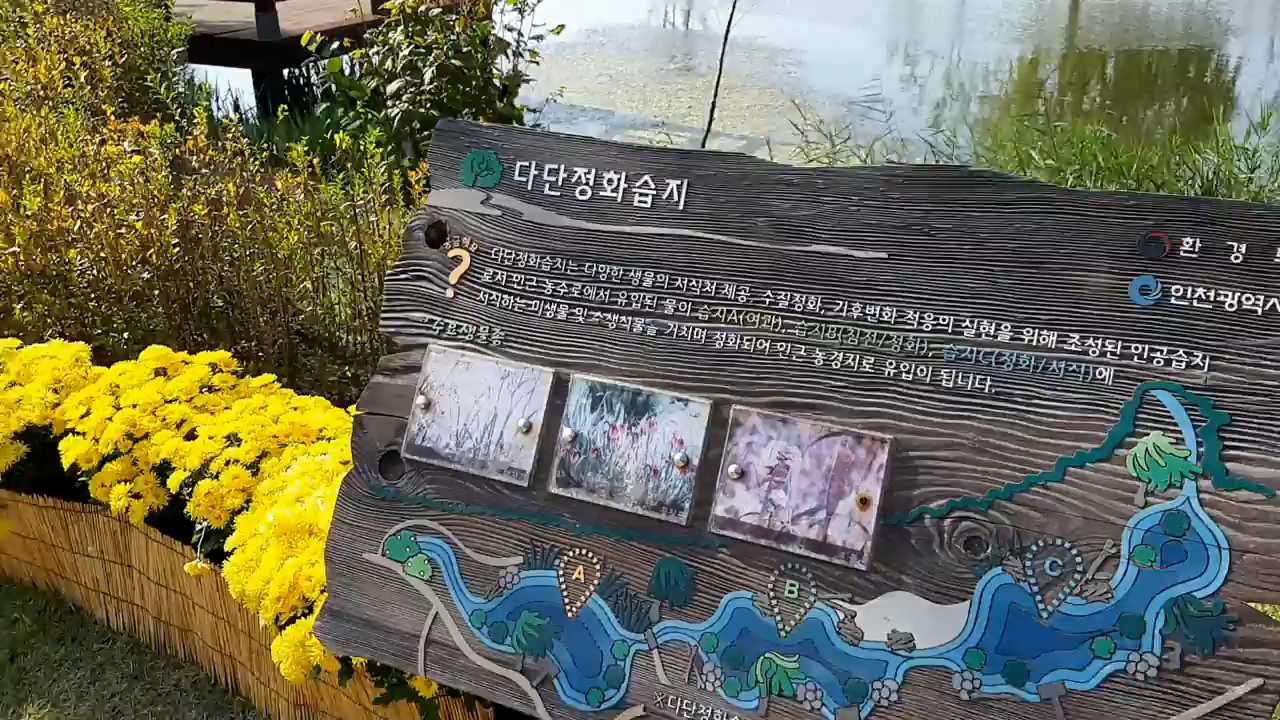 다단정화습지
환 경
인천광역시
궁금해요
?
다단정화습지는 다양한 생물의 서식처 제공, 수질정화, 기후변화 적응의 실현을 위해 조성된 인공습지
로서 인근 농수로에서 유입된 물이 습지A(여과), 습지B(침전/정화), 습지C(정화/서식)에
서식하는 미생물 및 수생식물을 거치며 정화되어 인근 농경지로 유입이 됩니다.
주요생물종
A
B
C
※다단정화습